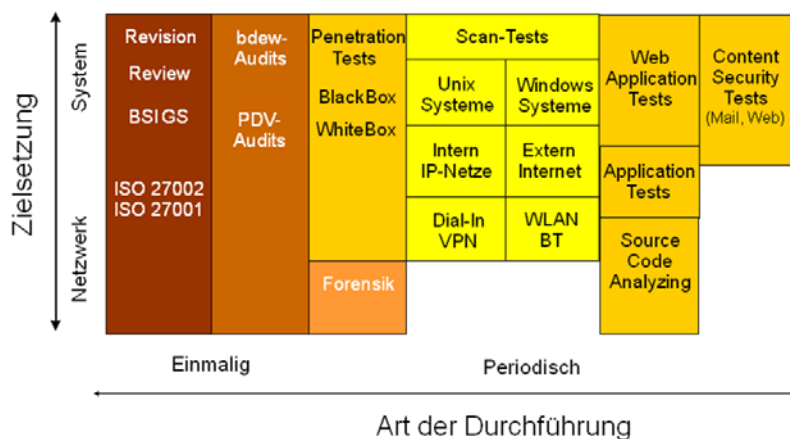 Zielsetzung
System
Netzwerk
Revision
Review
BSI GS
ISO 27002
ISO 27001
bdew-
Audits
PDV-
Audits
Penetration
Tests
BlackBox
WhiteBox
Forensik
Scan-Tests
Unix
Systeme
Windows
Systeme
Intern
IP-Netze
Extern
Internet
Dial-In
VPN
WLAN
BT
Web
Application
Tests
Application
Tests
Source
Code
Analyzing
Content
Security
Tests
(Mail, Web)
Einmalig
Periodisch
Art der Durchführung